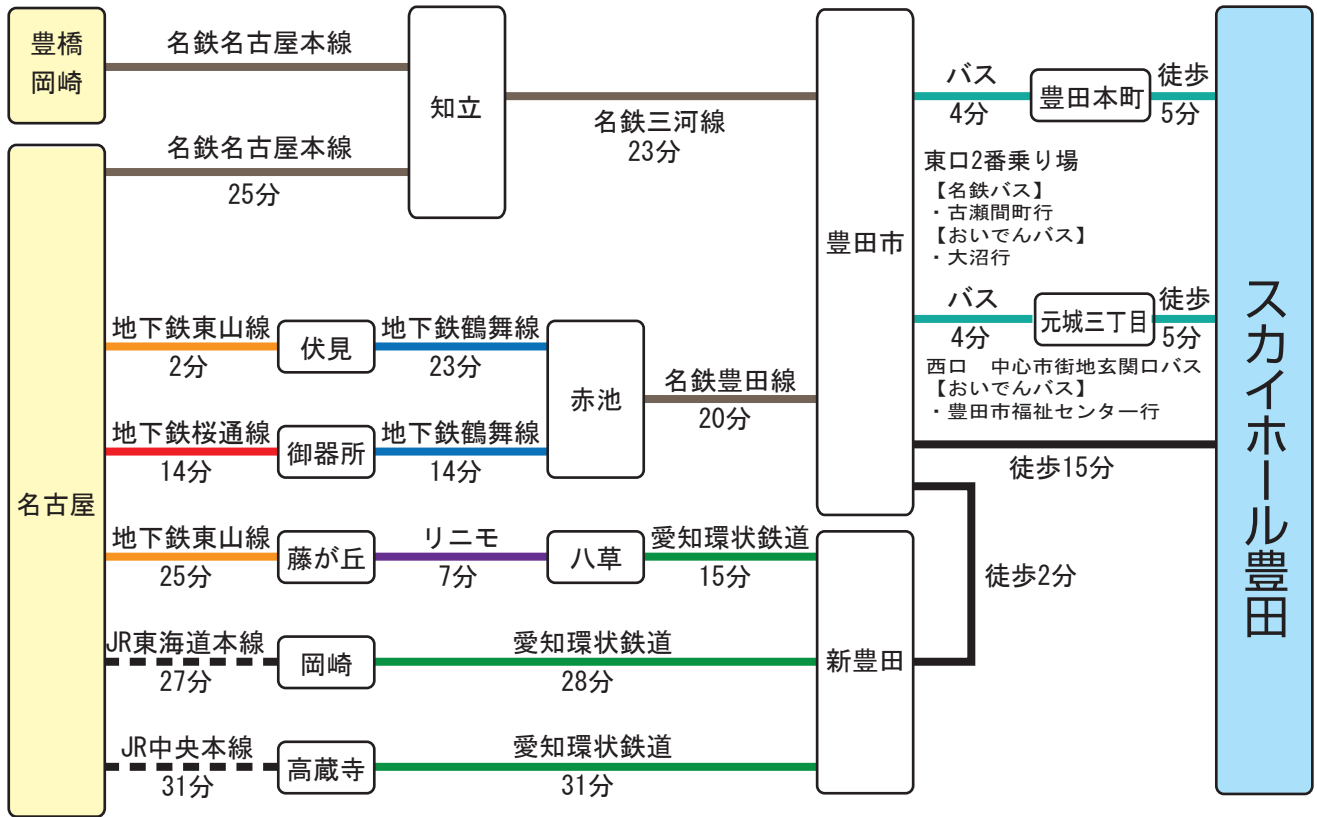 豊橋
岡崎
名鉄名古屋本線
名鉄名古屋本線
25分
知立
名鉄三河線
23分
豊田市
バス
4分
豊田本町
徒歩
5分
東口2番乗り場
【名鉄バス】
・古瀬間町行
【おいでんバス】
・大沼行
バス
4分
元城三丁目
徒歩
5分
西口　中心市街地玄関口バス
【おいでんバス】
・豊田市福祉センター行
徒歩15分
徒歩2分
スカイホール豊田
名古屋
地下鉄東山線
2分
伏見
地下鉄鶴舞線
23分
赤池
名鉄豊田線
20分
地下鉄桜通線
14分
御器所
地下鉄鶴舞線
14分
地下鉄東山線
25分
藤が丘
リニモ
7分
八草
愛知環状鉄道
15分
新豊田
JR東海道本線
27分
岡崎
愛知環状鉄道
28分
JR中央本線
31分
高蔵寺
愛知環状鉄道
31分